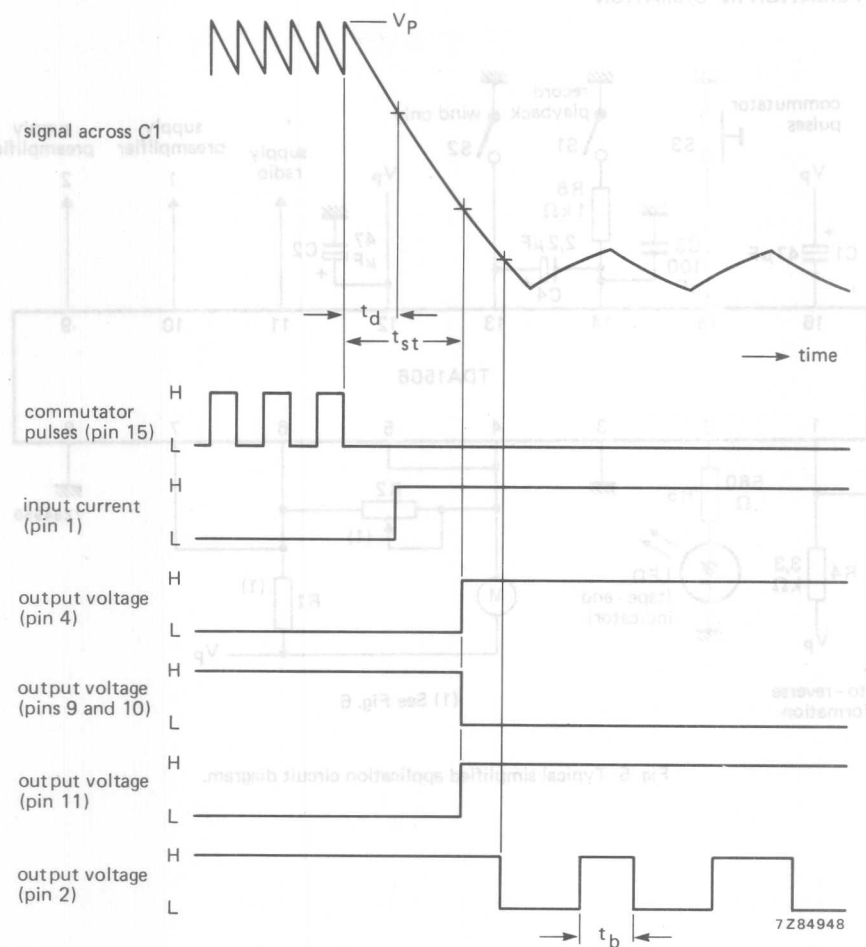 V_P
signal across C1
t_d
t_st
time
H
commutator
pulses (pin 15)
L
H
input current
(pin 1)
L
H
output voltage
(pin 4)
L
H
output voltage
(pins 9 and 10)
L
H
output voltage
(pin 11)
L
H
output voltage
(pin 2)
L
t_b
7Z84948